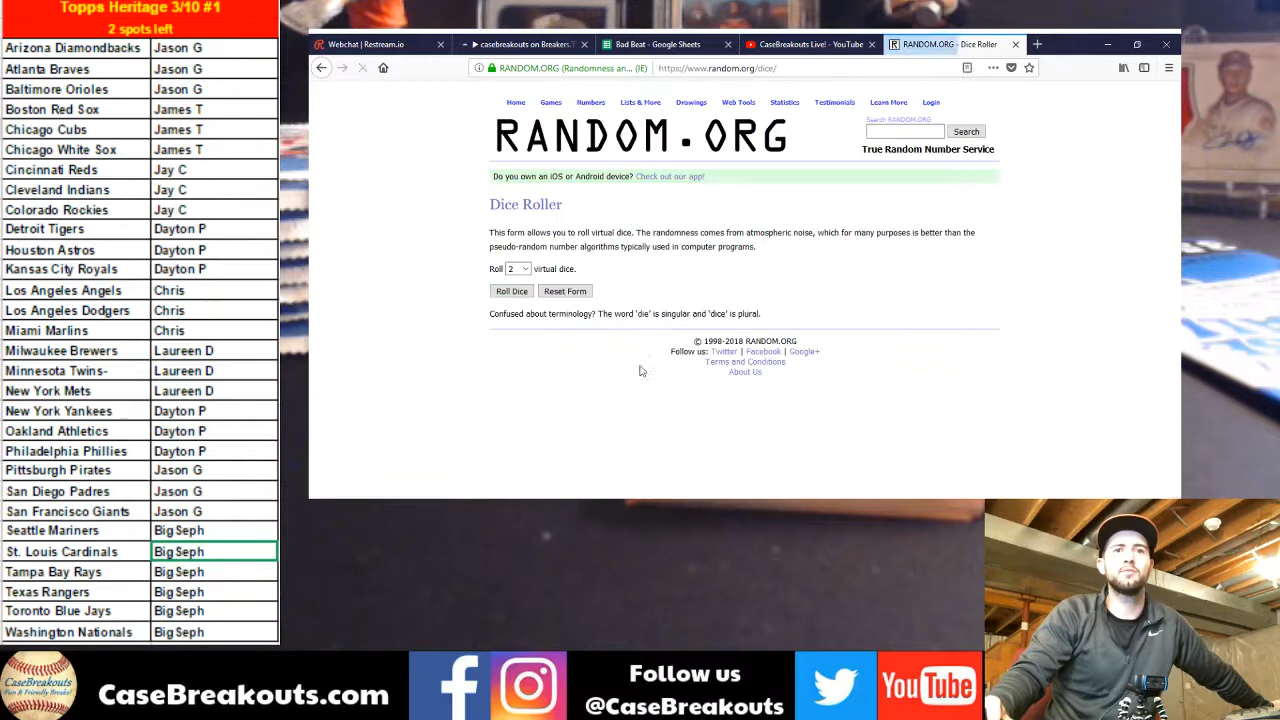 Topps Heritage 3/10 #1
2 spots left
Arizona Diamondbacks Jason G
Atlanta Braves Jason G
Baltimore Orioles Jason G
Boston Red Sox James T
Chicago Cubs James T
Chicago White Sox James T
Cincinnati Reds Jay C
Cleveland Indians Jay C
Colorado Rockies Jay C
Detroit Tigers Dayton P
Houston Astros Dayton P
Kansas City Royals Dayton P
Los Angeles Angels Chris
Los Angeles Dodgers Chris
Miami Marlins Chris
Milwaukee Brewers Laureen D
Minnesota Twins- Laureen D
New York Mets Laureen D
New York Yankees Dayton P
Oakland Athletics Dayton P
Philadelphia Phillies Dayton P
Pittsburgh Pirates Jason G
San Diego Padres Jason G
San Francisco Giants Jason G
Seattle Mariners Big Seph
St. Louis Cardinals Big Seph
Tampa Bay Rays Big Seph
Texas Rangers Big Seph
Toronto Blue Jays Big Seph
Washington Nationals Big Seph
Webchat | Restream.io
casebreakouts on Breakers.T
Bad Beat - Google Sheets
CaseBreakouts Live! - YouTube
RANDOM.ORG - Dice Roller
RANDOM.ORG (Randomness an... (IE) https://www.random.org/dice/
Home Games Numbers Lists & More Drawings Web Tools Statistics Testimonials Learn More Login
RANDOM.ORG
Search RANDOM.ORG
Search
True Random Number Service
Do you own an iOS or Android device? Check out our app!
Dice Roller
This form allows you to roll virtual dice. The randomness comes from atmospheric noise, which for many purposes is better than the
pseudo-random number algorithms typically used in computer programs.
Roll 2 virtual dice.
Roll Dice Reset Form
Confused about terminology? The word 'die' is singular and 'dice' is plural.
© 1998-2018 RANDOM.ORG
Follow us: Twitter | Facebook | Google+
Terms and Conditions
About Us
CaseBreakouts
Fun & Friendly Breaks!
CaseBreakouts.com
Follow us
@CaseBreakouts
YouTube